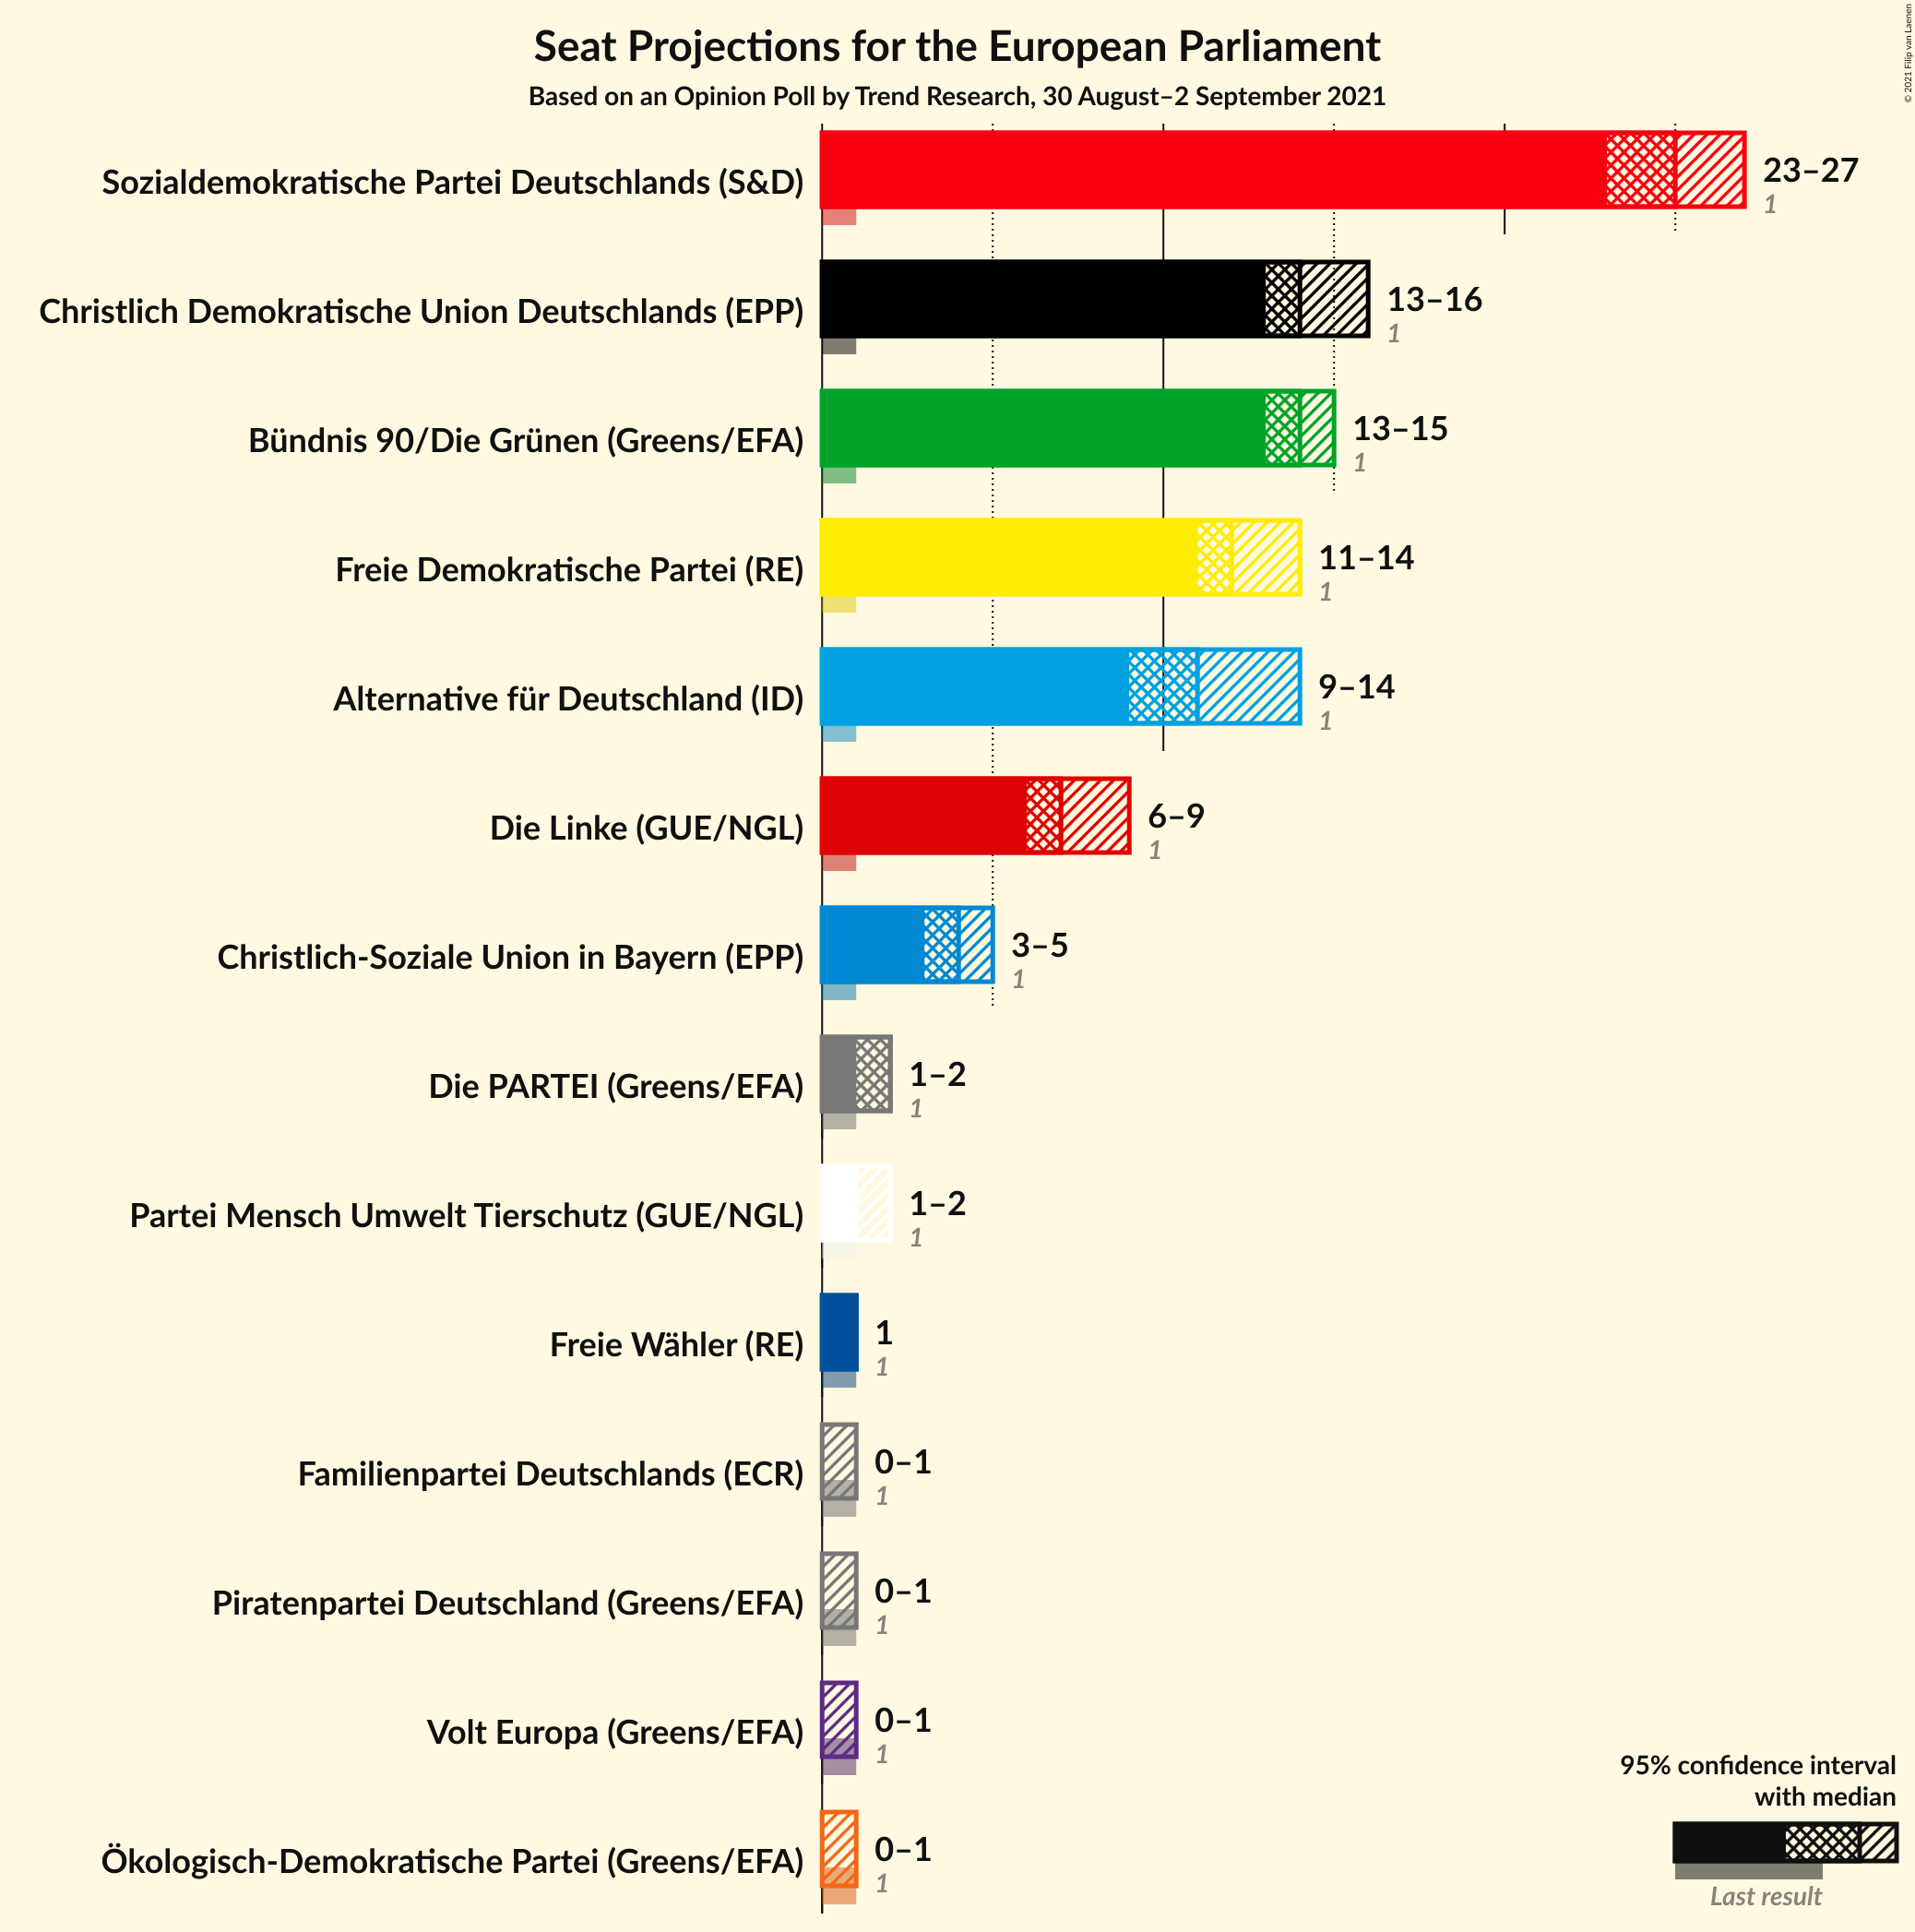 Seat Projections for the European Parliament
Based on an Opinion Poll by Trend Research, 30 August–2 September 2021
© 2021 Filip van Laenen
Sozialdemokratische Partei Deutschlands (S&D)
23–27
1
Christlich Demokratische Union Deutschlands (EPP)
13–16
1
Bündnis 90/Die Grünen (Greens/EFA)
13–15
1
Freie Demokratische Partei (RE)
11–14
1
Alternative für Deutschland (ID)
9–14
1
Die Linke (GUE/NGL)
6–9
1
Christlich-Soziale Union in Bayern (EPP)
3–5
1
Die PARTEI (Greens/EFA)
1–2
1
Partei Mensch Umwelt Tierschutz (GUE/NGL)
1–2
1
Freie Wähler (RE)
1
1
Familienpartei Deutschlands (ECR)
0–1
1
Piratenpartei Deutschland (Greens/EFA)
0–1
1
Volt Europa (Greens/EFA)
0–1
1
Ökologisch-Demokratische Partei (Greens/EFA)
0–1
1
95% confidence interval
with median
Last result